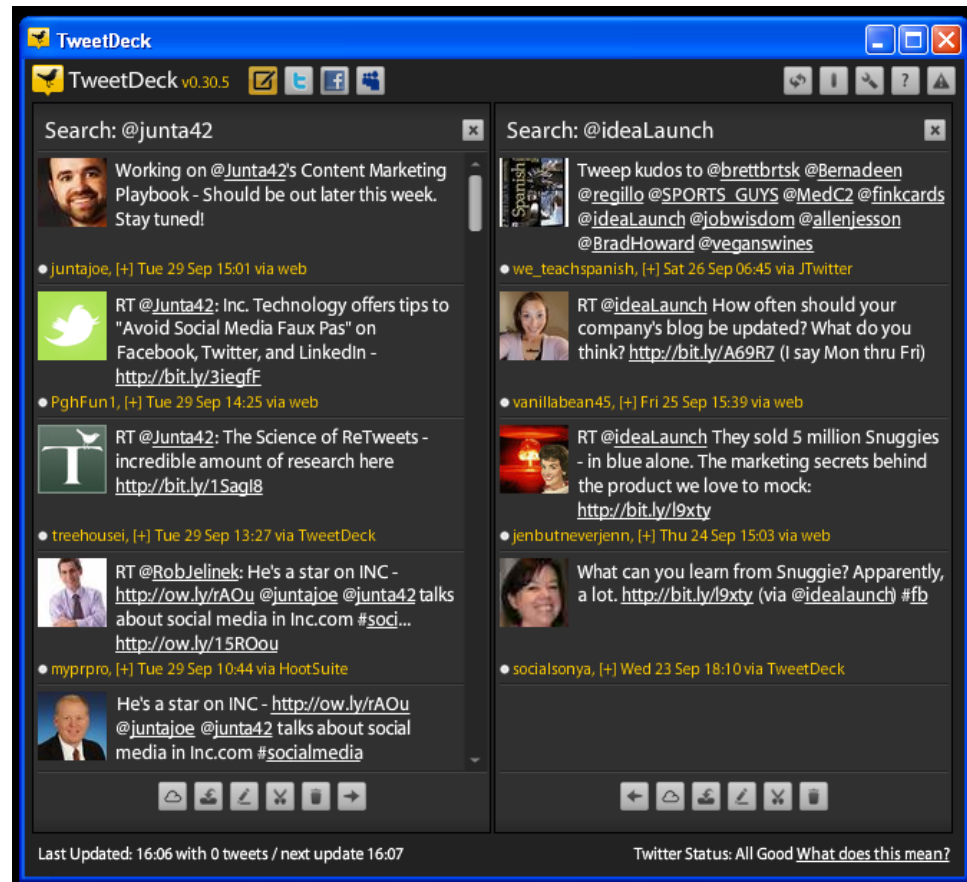 TweetDeck
TweetDeck v0.30.5
Search: @junta42
Working on @Junta42's Content Marketing
Playbook - Should be out later this week.
Stay tuned!
juntajoe, [+] Tue 29 Sep 15:01 via web
RT @Junta42: Inc. Technology offers tips to
"Avoid Social Media Faux Pas" on
Facebook, Twitter, and LinkedIn -
http://bit.ly/3iegfF
PghFun1, [+] Tue 29 Sep 14:25 via web
RT @Junta42: The Science of ReTweets -
incredible amount of research here
http://bit.ly/1SagI8
treehousei, [+] Tue 29 Sep 13:27 via TweetDeck
RT @RobJelinek: He's a star on INC -
http://ow.ly/rAOu @juntajoe @junta42 talks
about social media in Inc.com #soci...
http://ow.ly/15ROou
myprpro, [+] Tue 29 Sep 10:44 via HootSuite
He's a star on INC - http://ow.ly/rAOu
@juntajoe @junta42 talks about social
media in Inc.com #socialmedia
Search: @ideaLaunch
Spanish
Tweep kudos to @brettbrtsk @Bernadeen
@regillo @SPORTS_GUYS @MedC2 @finkcards
@ideaLaunch @jobwisdom @allenjesson
@BradHoward @veganswines
we_teachspanish, [+] Sat 26 Sep 06:45 via JTwitter
RT @ideaLaunch How often should your
company's blog be updated? What do you
think? http://bit.ly/A69R7 (I say Mon thru Fri)
vanillabean45, [+] Fri 25 Sep 15:39 via web
RT @ideaLaunch They sold 5 million Snuggies
- in blue alone. The marketing secrets behind
the product we love to mock:
http://bit.ly/l9xty
jenbutneverjenn, [+] Thu 24 Sep 15:03 via web
What can you learn from Snuggie? Apparently,
a lot. http://bit.ly/l9xty (via @idealaunch) #fb
socialsonya, [+] Wed 23 Sep 18:10 via TweetDeck
Last Updated: 16:06 with 0 tweets / next update 16:07
Twitter Status: All Good What does this mean?